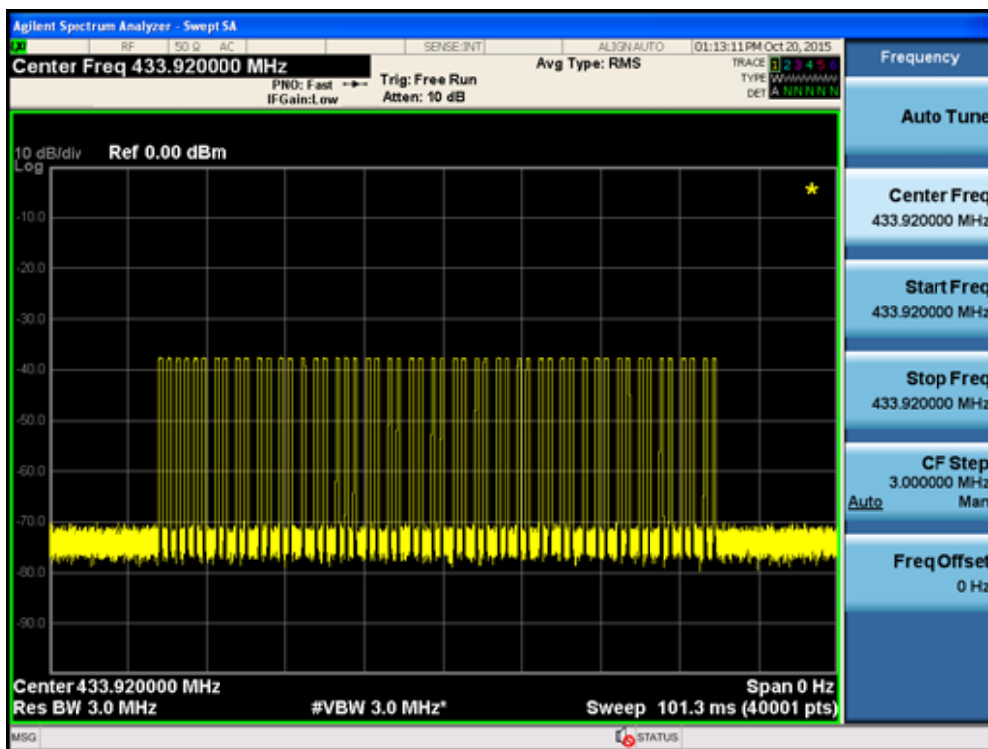 Agilent Spectrum Analyzer - Swept SA
LXI RF 50 Ω AC SENSE:INT ALIGNAUTO 01:13:11 PM Oct 20, 2015
Center Freq 433.920000 MHz
PNO: Fast
IFGain:Low
Trig: Free Run
Atten: 10 dB
Avg Type: RMS
TRACE 1 2 3 4 5 6
TYPE W
DET A N N N N N
10 dB/div
Log
Ref 0.00 dBm
-10.0
-20.0
-30.0
-40.0
-50.0
-60.0
-70.0
-80.0
-90.0
Center 433.920000 MHz
Res BW 3.0 MHz
#VBW 3.0 MHz*
Span 0 Hz
Sweep 101.3 ms (40001 pts)
MSG
STATUS
Frequency
Auto Tune
Center Freq
433.920000 MHz
Start Freq
433.920000 MHz
Stop Freq
433.920000 MHz
CF Step
3.000000 MHz
Auto Man
Freq Offset
0 Hz